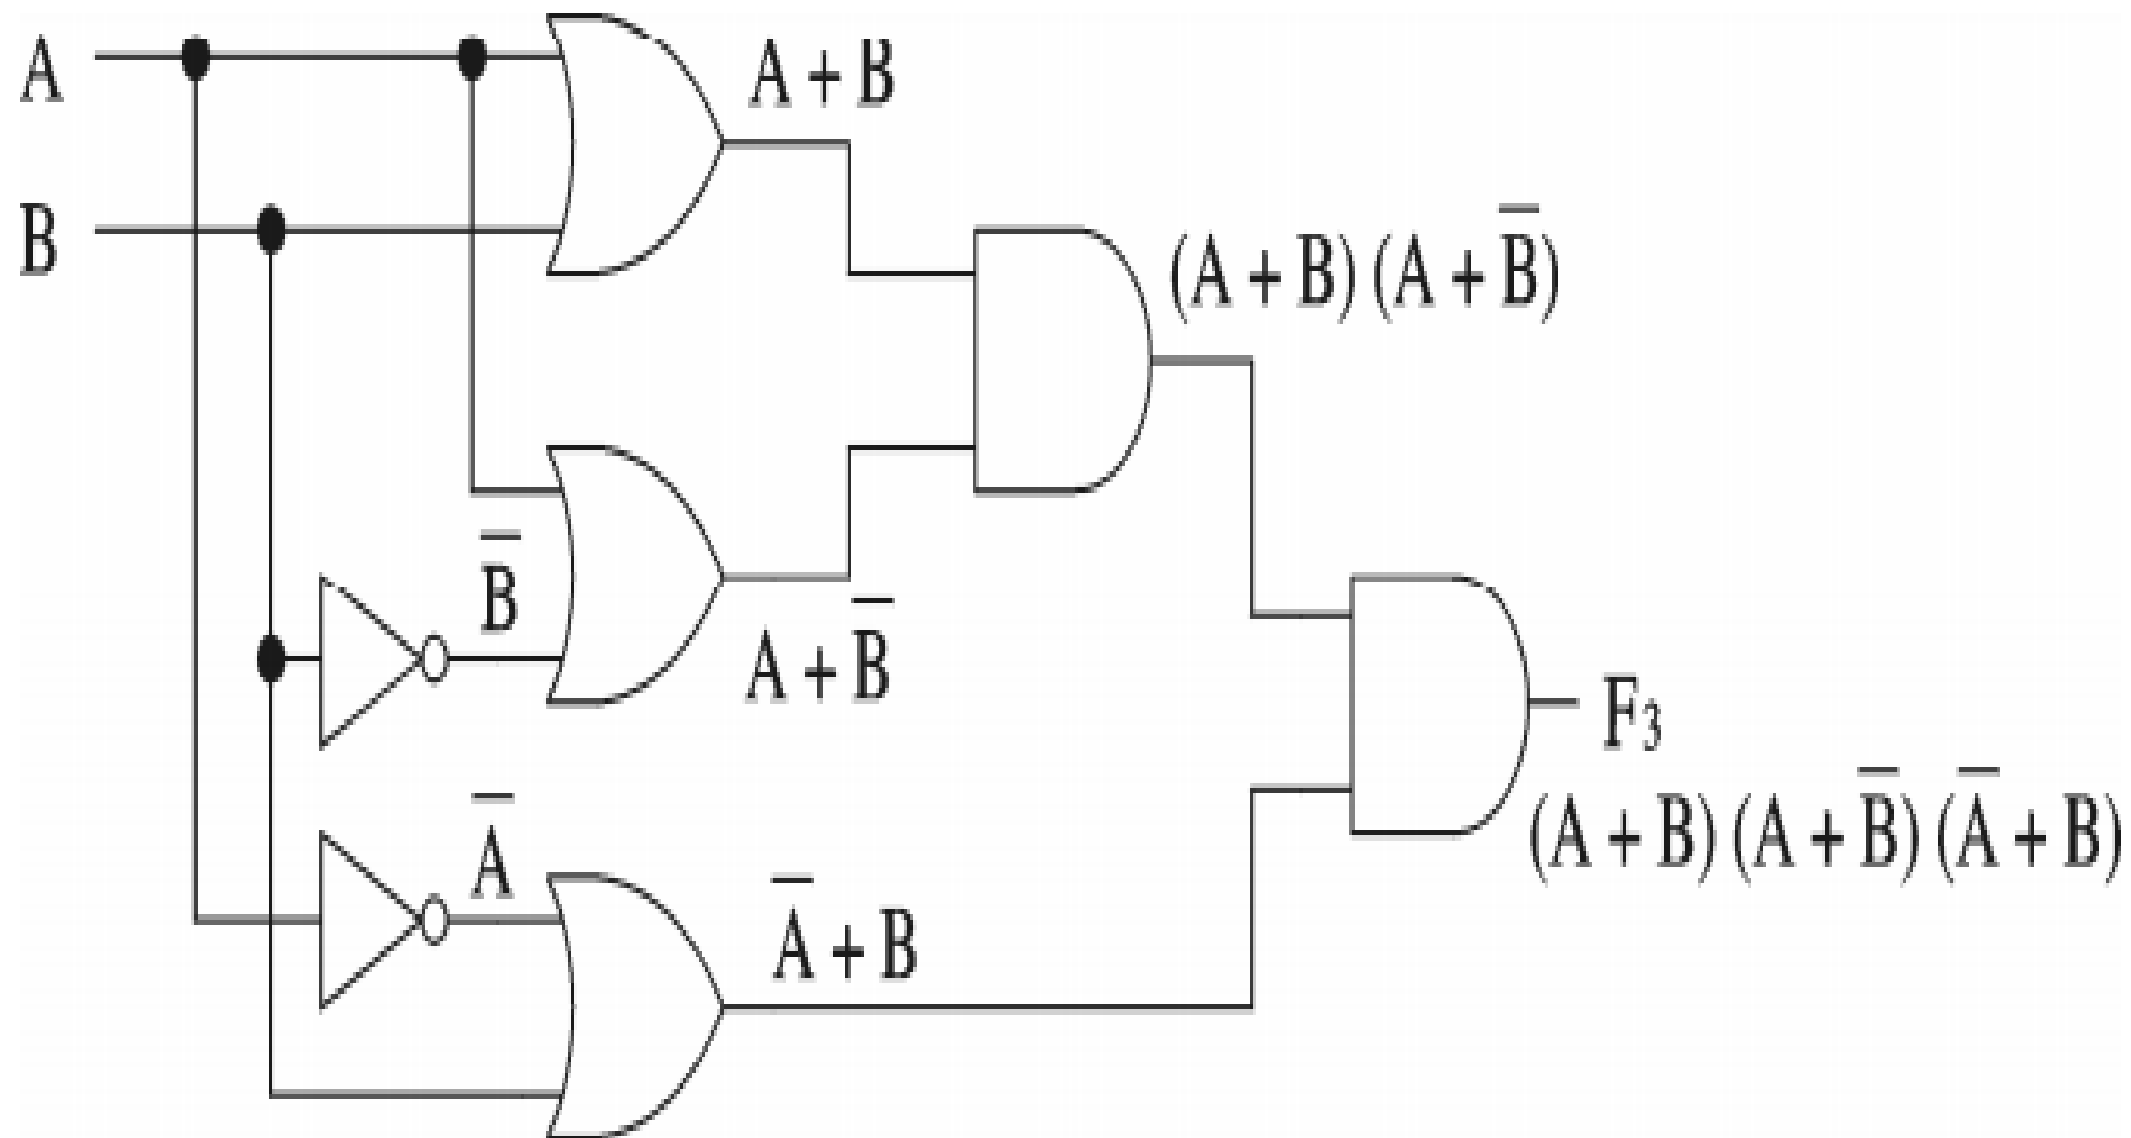 A
A + B
B
(A + B) (A + B̅)
B̅
A + B̅
F₃
A̅
(A + B) (A + B̅) (A̅ + B)
A̅ + B